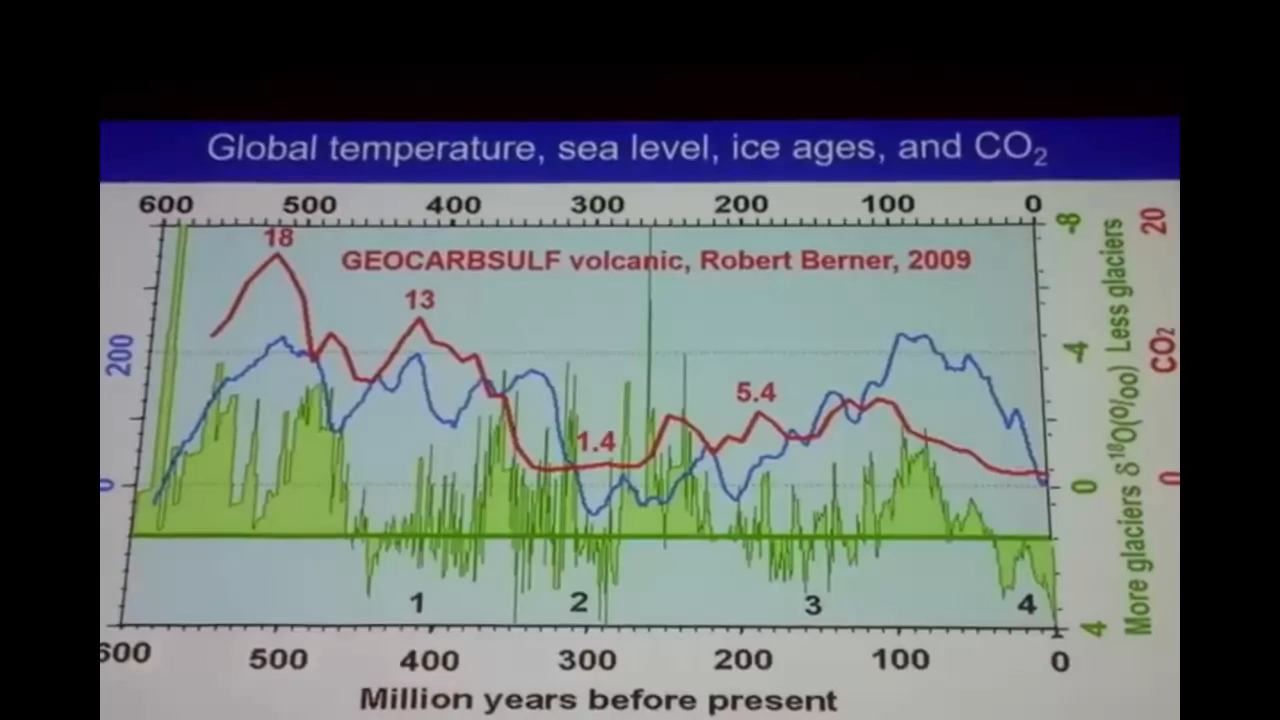 Global temperature, sea level, ice ages, and CO₂
600 500 400 300 200 100 0
18
GEOCARBSULF volcanic, Robert Berner, 2009
13
5.4
1.4
200
0
-8
-4
0
4
More glaciers δ¹⁸O(‰) Less glaciers
20
CO₂
0
1 2 3 4
600 500 400 300 200 100 0
Million years before present